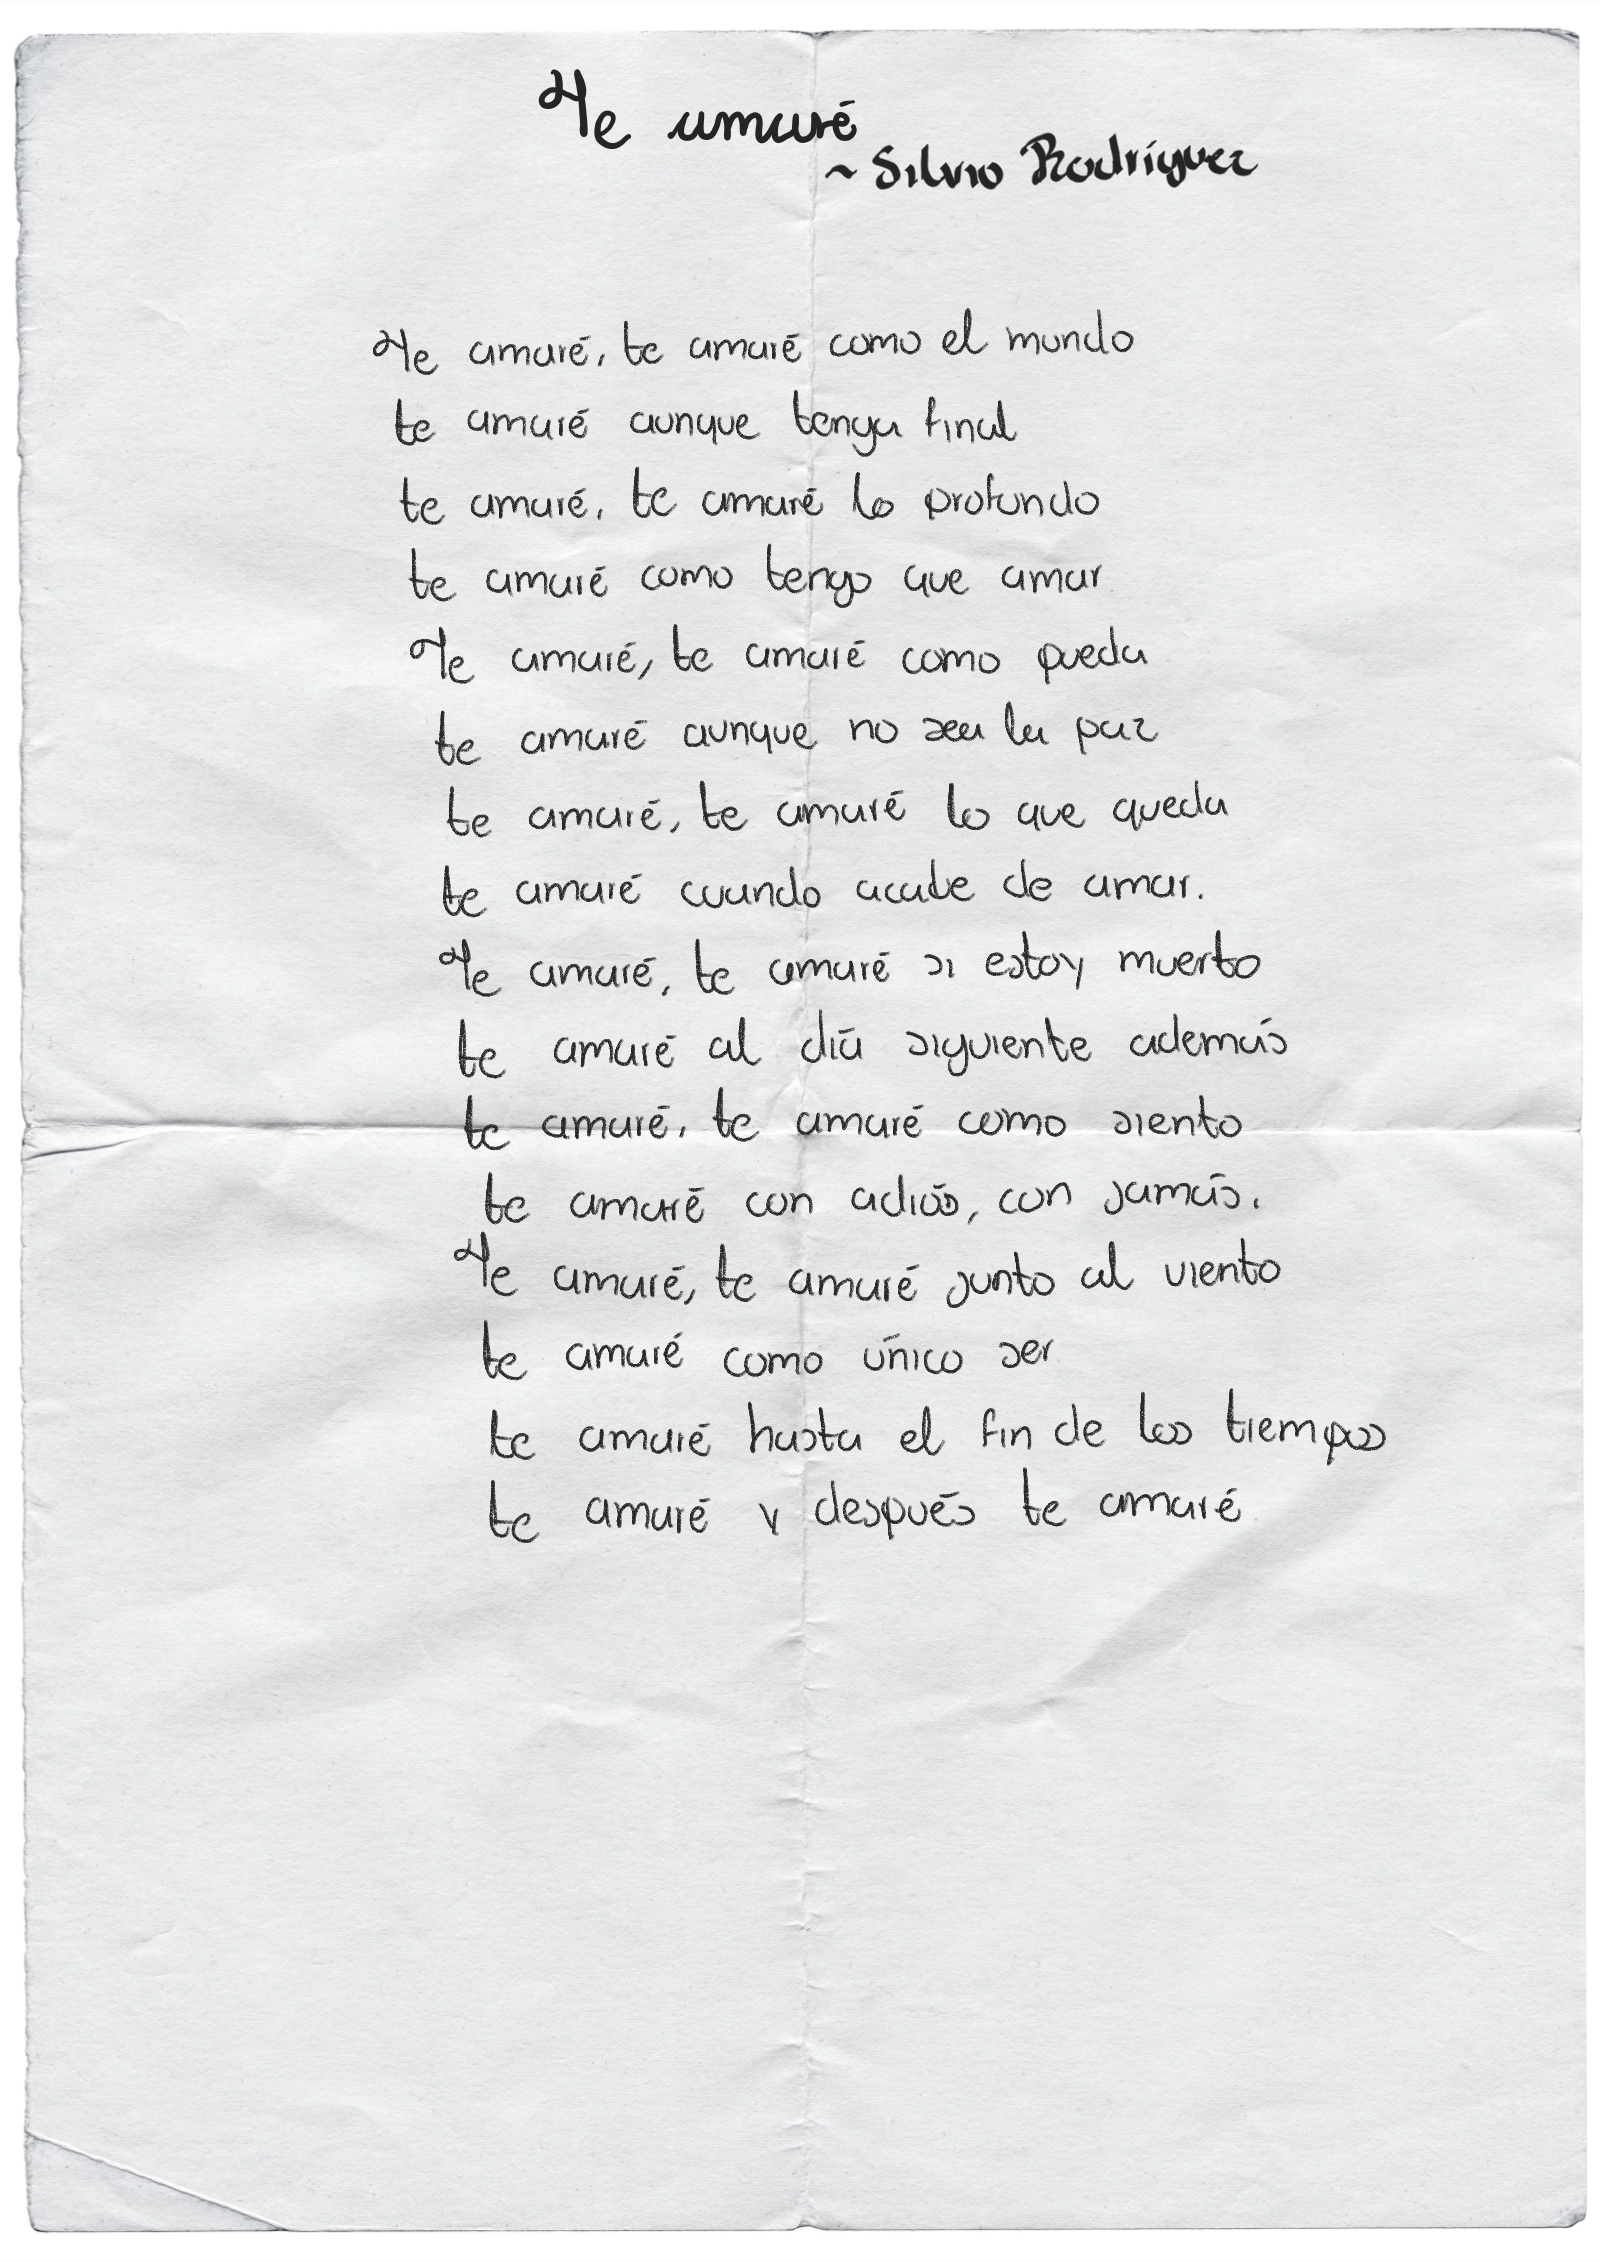 Te amaré
~ Silvio Rodríguez
Te amaré, te amaré como el mundo
te amaré aunque tenga final
te amaré, te amaré lo profundo
te amaré como tengo que amar
Te amaré, te amaré como pueda
te amaré aunque no sea la paz
te amaré, te amaré lo que queda
te amaré cuando acabe de amar.
Te amaré, te amaré si estoy muerto
te amaré al día siguiente además
te amaré, te amaré como siento
te amaré con adiós, con jamás.
Te amaré, te amaré junto al viento
te amaré como único ser
te amaré hasta el fin de los tiempos
te amaré y después te amaré